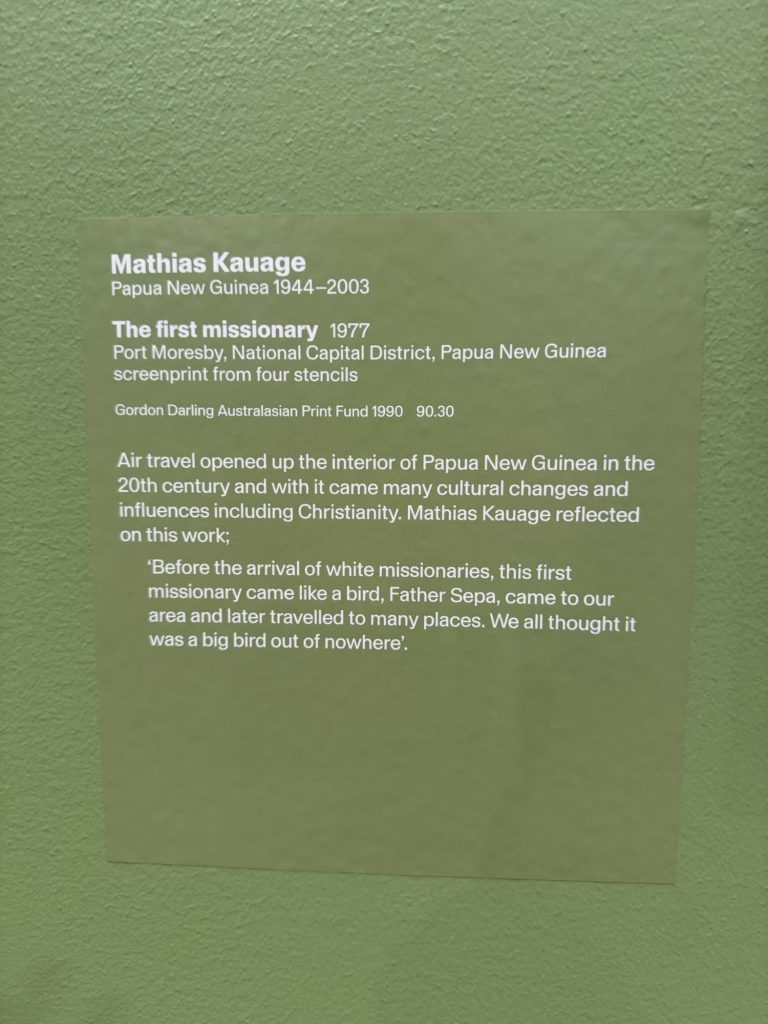 Mathias Kauage
Papua New Guinea 1944–2003
The first missionary 1977
Port Moresby, National Capital District, Papua New Guinea
screenprint from four stencils
Gordon Darling Australasian Print Fund 1990 90.30
Air travel opened up the interior of Papua New Guinea in the
20th century and with it came many cultural changes and
influences including Christianity. Mathias Kauage reflected
on this work;
‘Before the arrival of white missionaries, this first
missionary came like a bird, Father Sepa, came to our
area and later travelled to many places. We all thought it
was a big bird out of nowhere’.